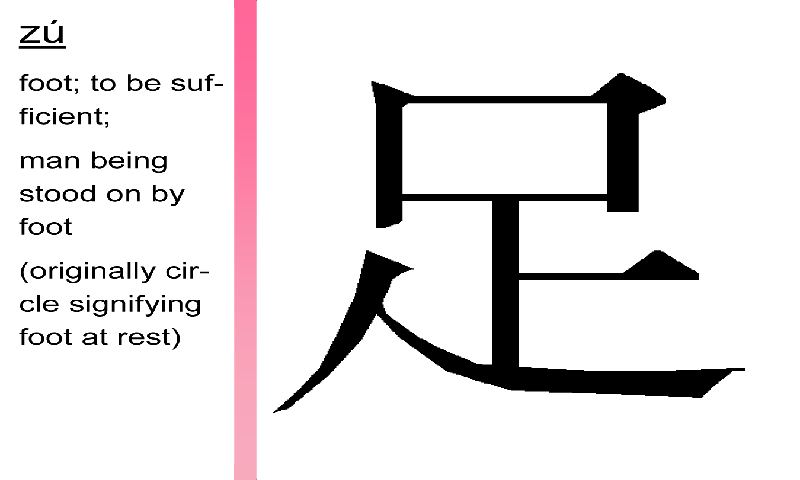 zú
foot; to be suf-
ficient;
man being
stood on by
foot
(originally cir-
cle signifying
foot at rest)
足